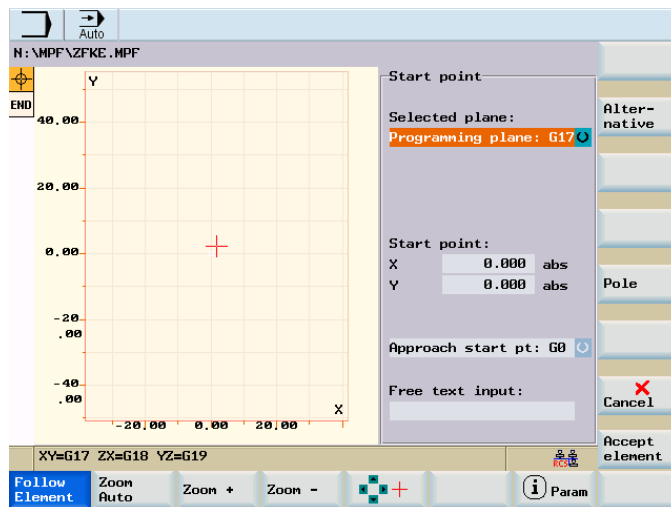 Auto
N:\MPF\ZFKE.MPF
END
Y
40.00
20.00
0.00
-20
.00
-40
.00
X
-20.00 0.00 20.00
Start point
Selected plane:
Programming plane: G17
Start point:
X 0.000 abs
Y 0.000 abs
Approach start pt: G0
Free text input:
Alter-
native
Pole
Cancel
Accept
element
XY=G17 ZX=G18 YZ=G19
RCS
Follow
Element
Zoom
Auto
Zoom +
Zoom -
i Param